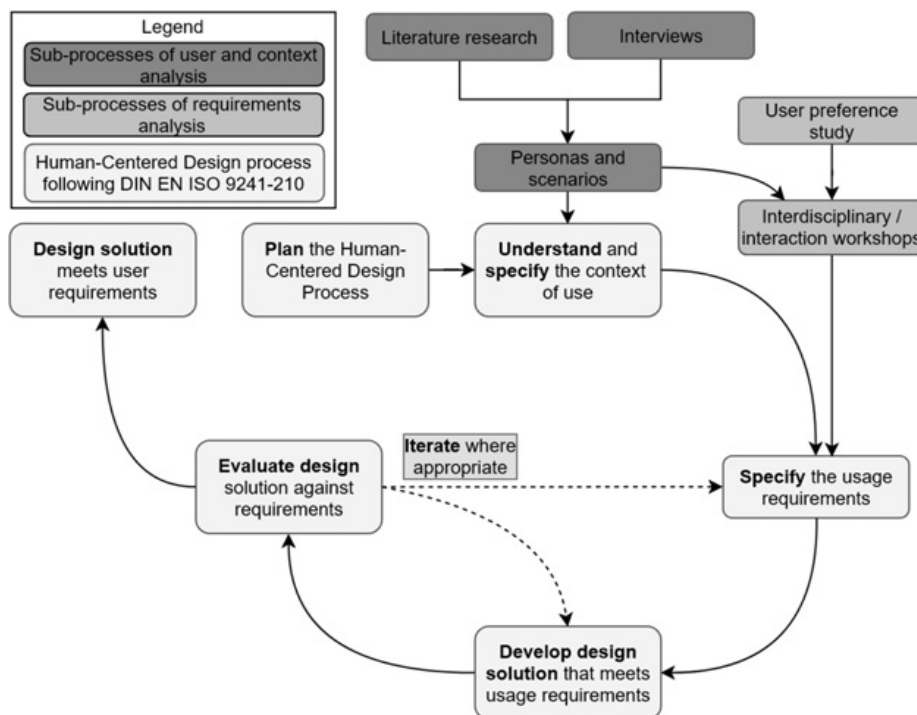 Legend
Sub-processes of user and context
analysis
Sub-processes of requirements
analysis
Human-Centered Design process
following DIN EN ISO 9241-210
Literature research
Interviews
User preference
study
Personas and
scenarios
Interdisciplinary /
interaction workshops
Design solution
meets user
requirements
Plan the Human-
Centered Design
Process
Understand and
specify the context
of use
Iterate where
appropriate
Evaluate design
solution against
requirements
Specify the usage
requirements
Develop design
solution that meets
usage requirements